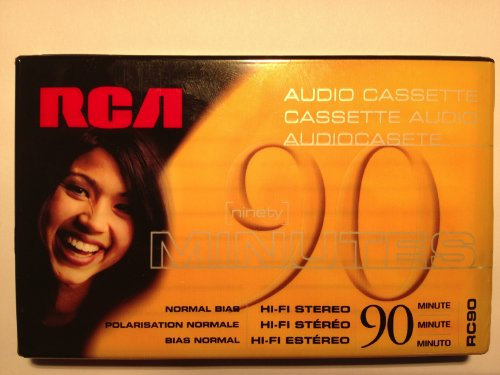 RCA
AUDIO CASSETTE
CASSETTE AUDIO
AUDIOCASETE
90
[ninety]
MINUTES
NORMAL BIAS HI-FI STEREO
POLARISATION NORMALE HI-FI STÉRÉO
BIAS NORMAL HI-FI ESTÉREO
90
MINUTE
MINUTE
MINUTO
RC90